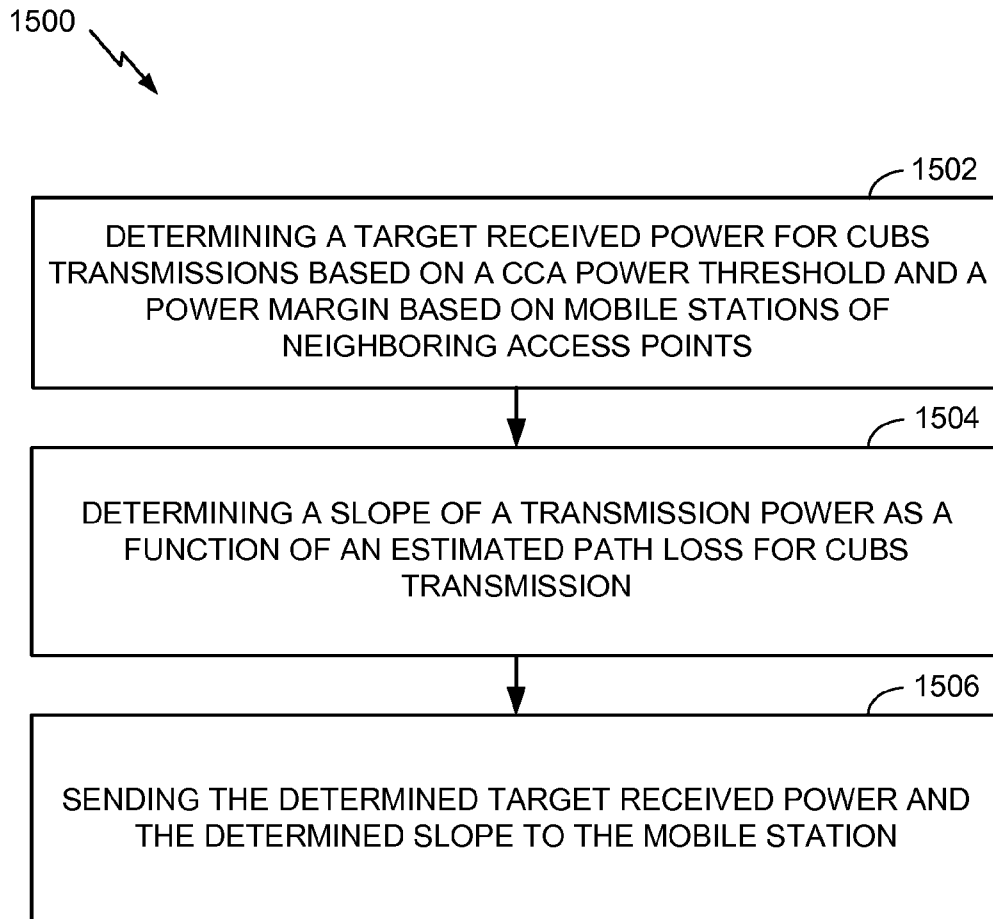 1500
1502
DETERMINING A TARGET RECEIVED POWER FOR CUBS
TRANSMISSIONS BASED ON A CCA POWER THRESHOLD AND A
POWER MARGIN BASED ON MOBILE STATIONS OF
NEIGHBORING ACCESS POINTS
1504
DETERMINING A SLOPE OF A TRANSMISSION POWER AS A
FUNCTION OF AN ESTIMATED PATH LOSS FOR CUBS
TRANSMISSION
1506
SENDING THE DETERMINED TARGET RECEIVED POWER AND
THE DETERMINED SLOPE TO THE MOBILE STATION